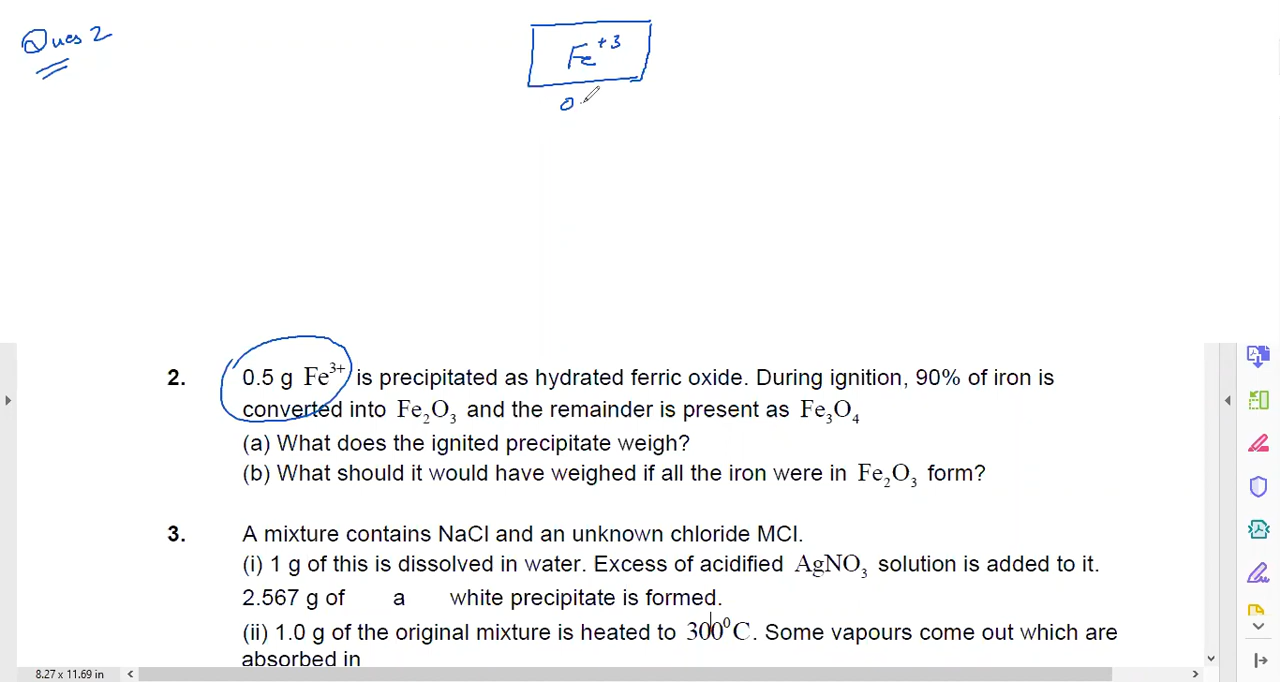 Ques 2
Fe+3
0.
2. 0.5 g Fe³⁺ is precipitated as hydrated ferric oxide. During ignition, 90% of iron is
converted into Fe₂O₃ and the remainder is present as Fe₃O₄
(a) What does the ignited precipitate weigh?
(b) What should it would have weighed if all the iron were in Fe₂O₃ form?
3. A mixture contains NaCl and an unknown chloride MCl.
(i) 1 g of this is dissolved in water. Excess of acidified AgNO₃ solution is added to it.
2.567 g of a white precipitate is formed.
(ii) 1.0 g of the original mixture is heated to 300⁰C. Some vapours come out which are
absorbed in
8.27 x 11.69 in